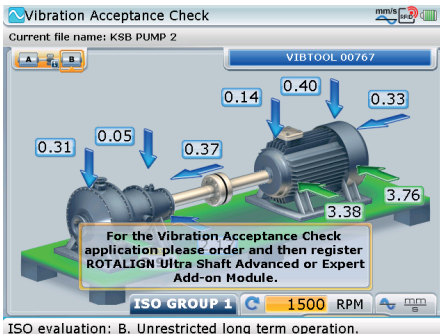 Vibration Acceptance Check
mm/s
RFID
Current file name: KSB PUMP 2
A
B
VIBTOOL 00767
0.40
0.14
0.33
0.05
0.31
0.37
3.76
3.38
For the Vibration Acceptance Check
application please order and then register
ROTALIGN Ultra Shaft Advanced or Expert
Add-on Module.
ISO GROUP 1
1500 RPM
mm
s
ISO evaluation: B. Unrestricted long term operation.